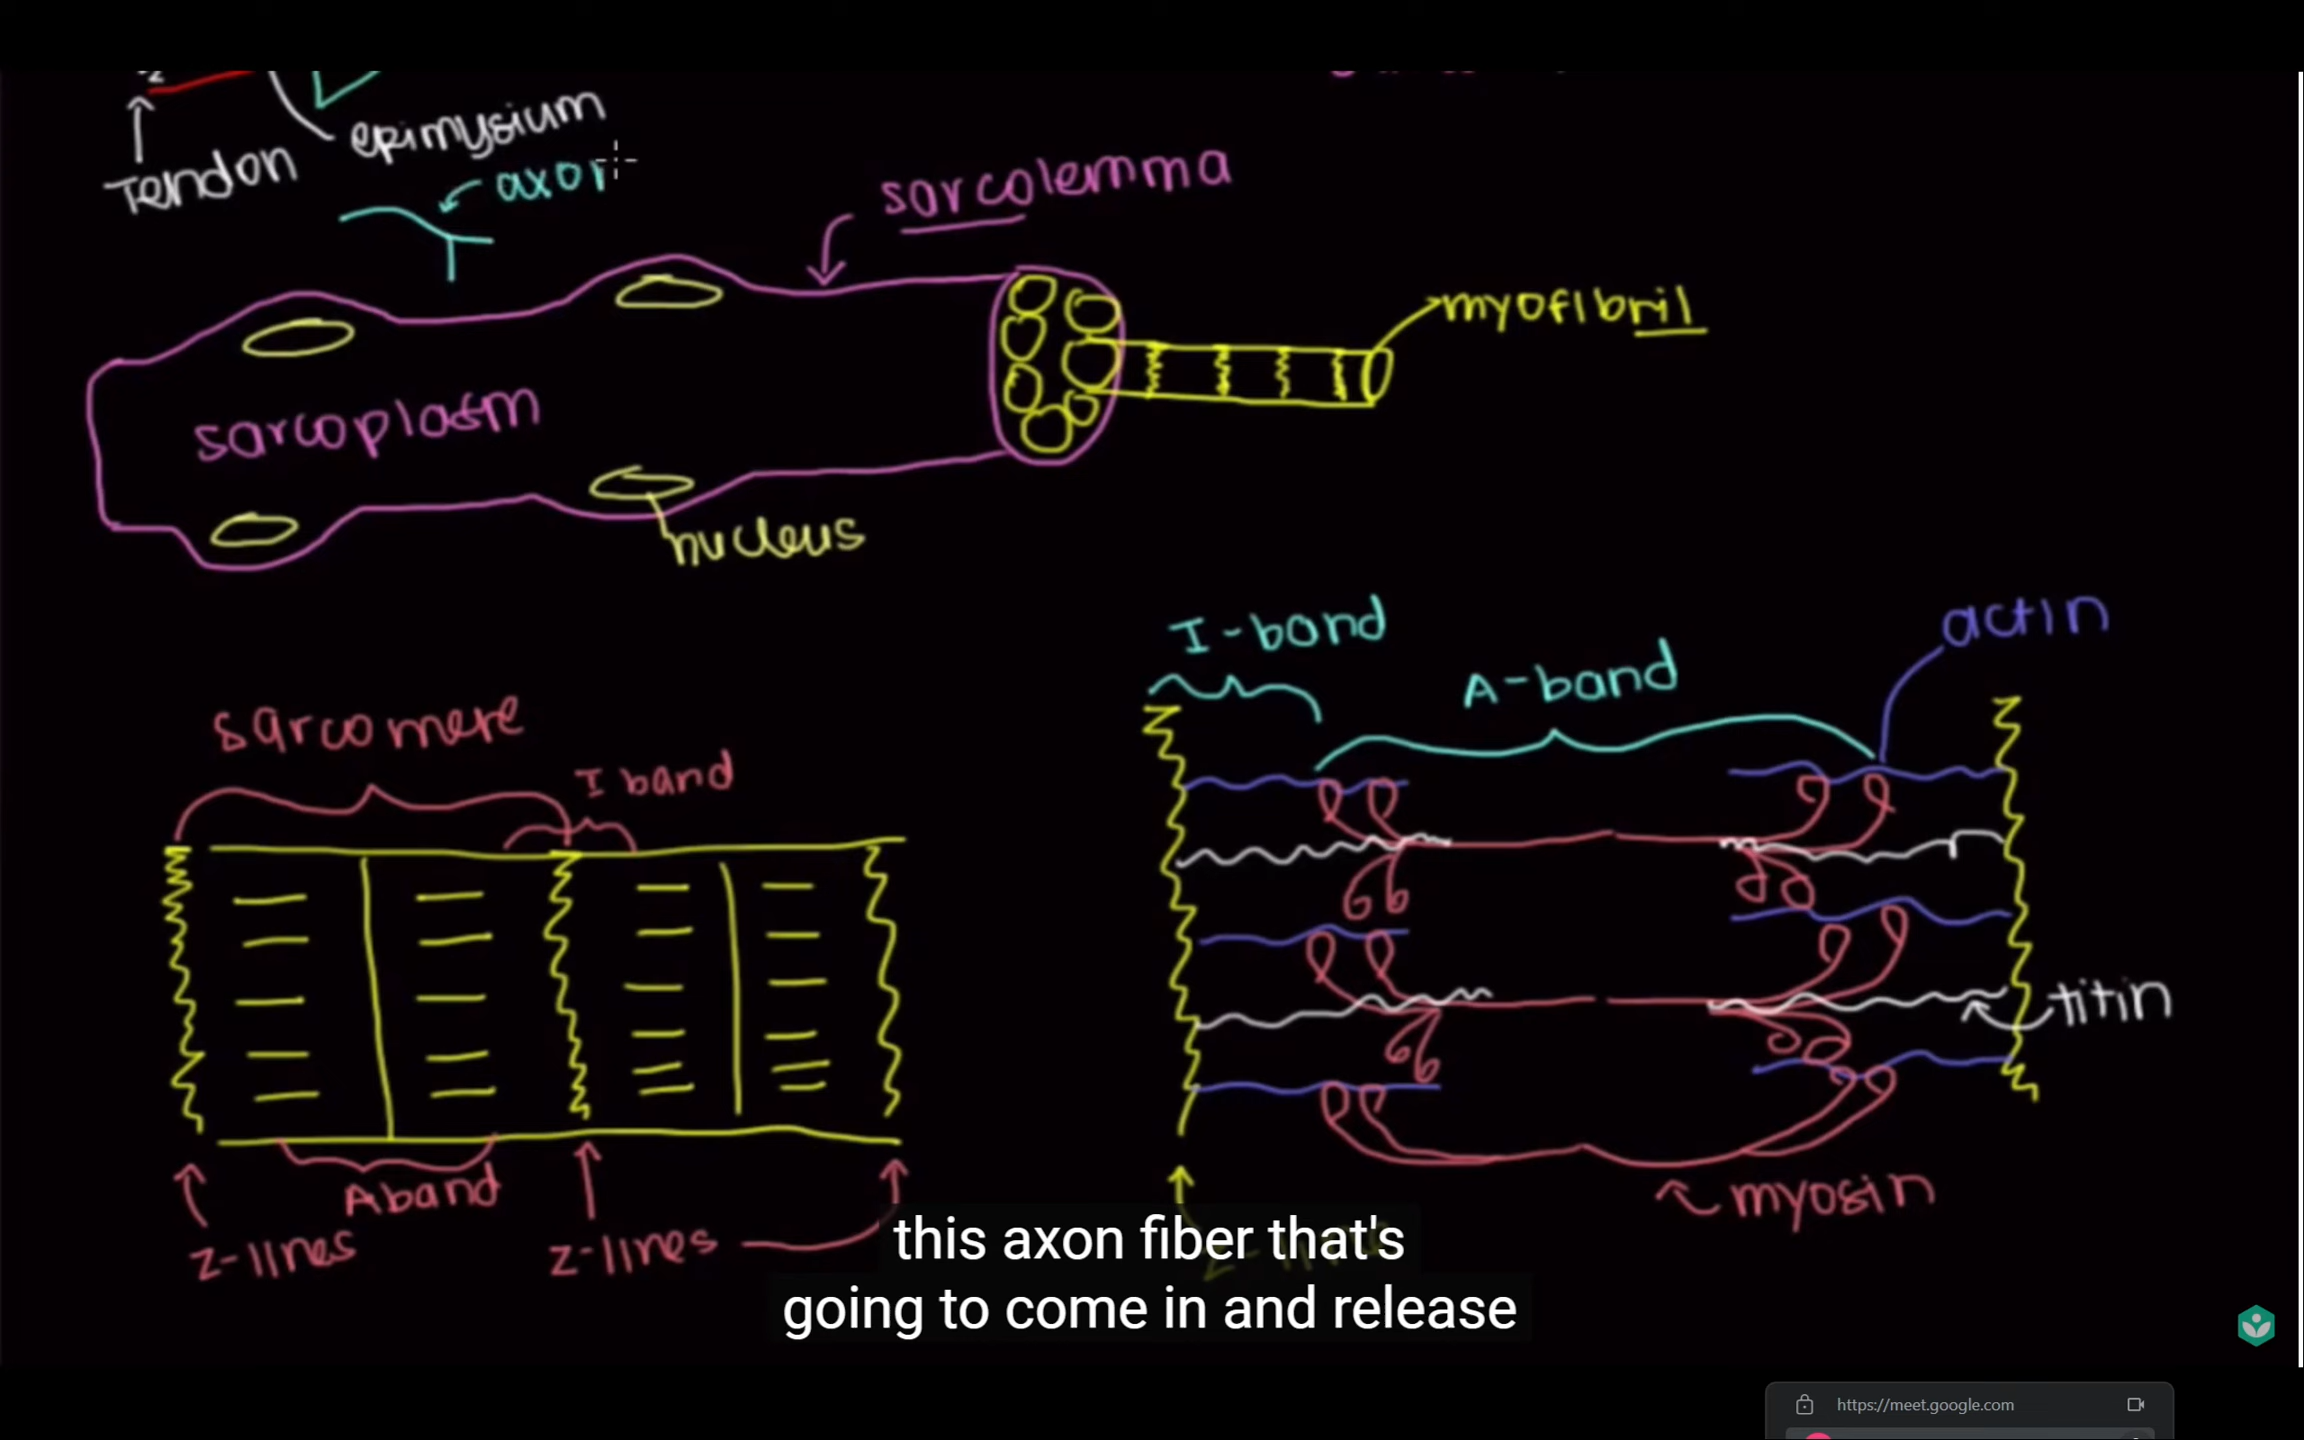 Tendon
epimysium
axon
sarcolemma
myofibril
sarcoplasm
nucleus
I-band
actin
A-band
sarcomere
I band
titin
A band
myosin
z-lines
z-lines
this axon fiber that's
going to come in and release
https://meet.google.com